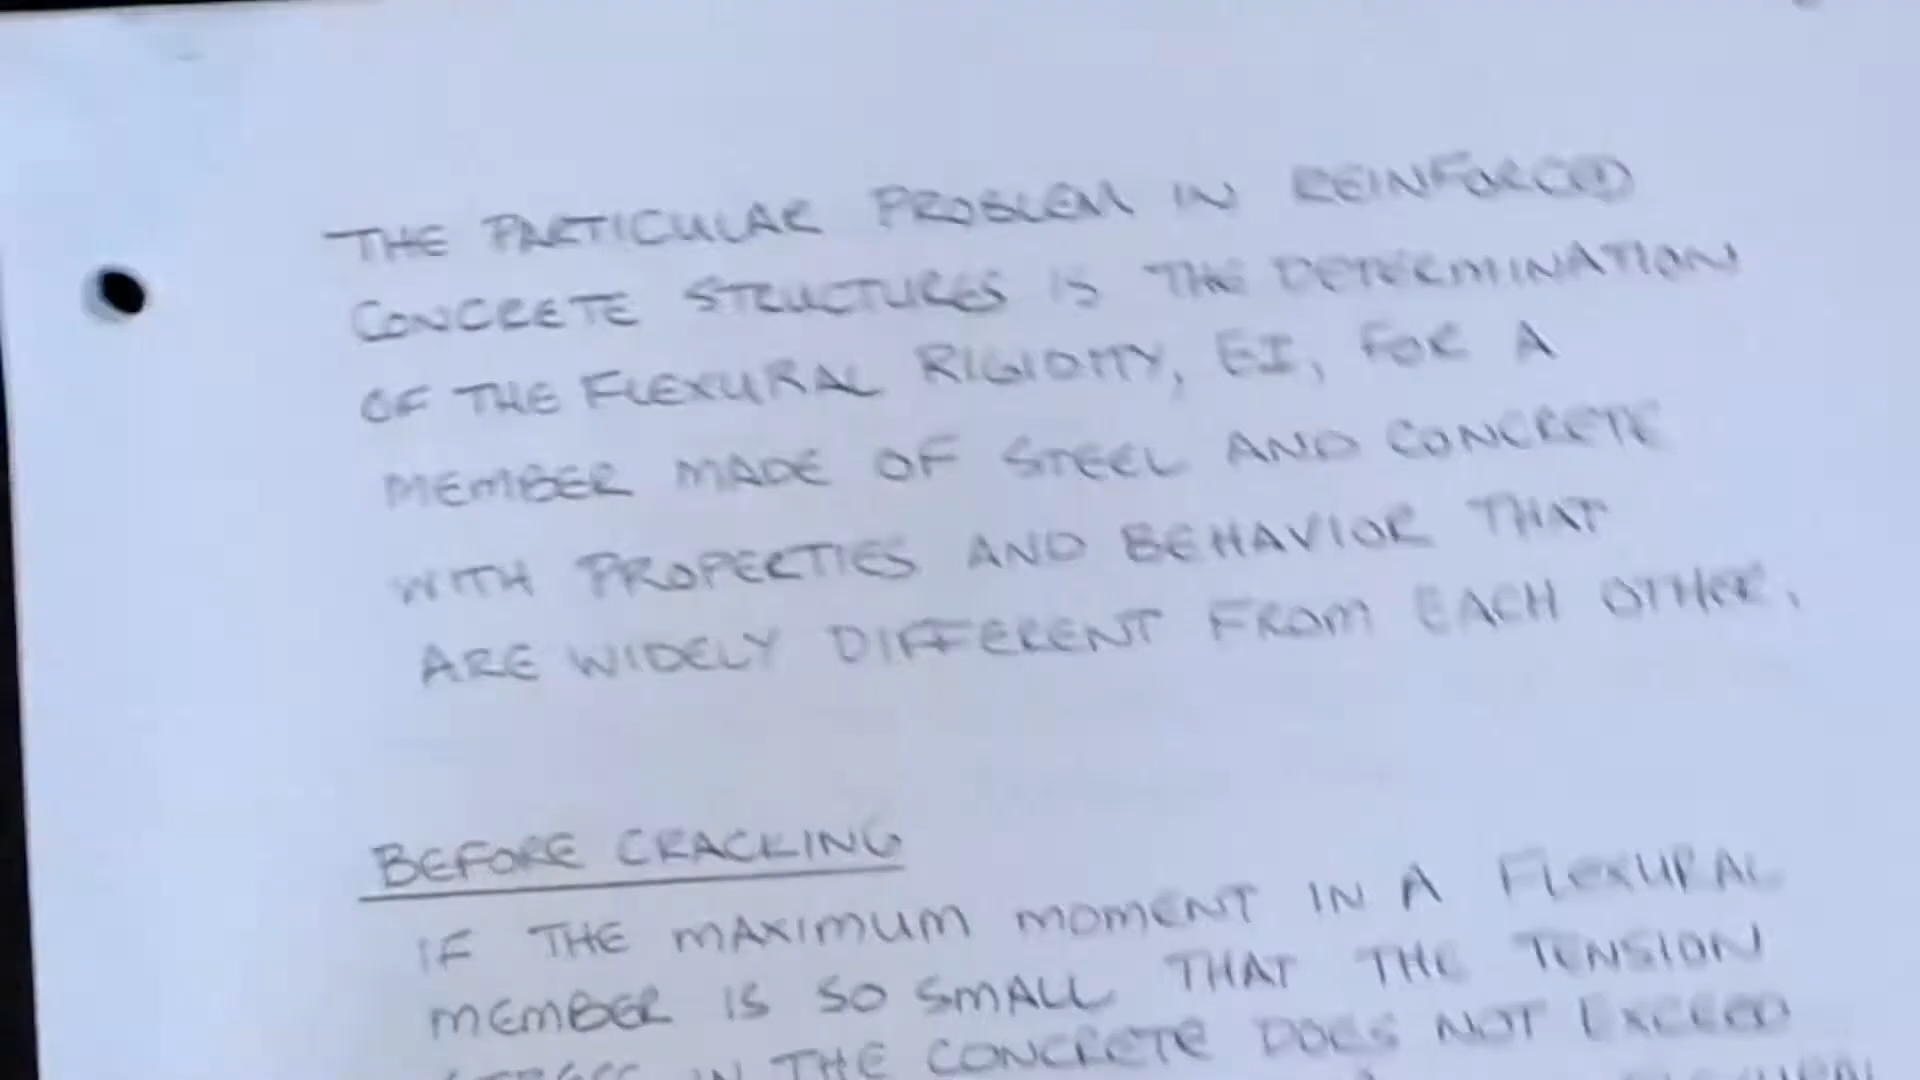 THE PARTICULAR PROBLEM IN REINFORCED
CONCRETE STRUCTURES IS THE DETERMINATION
OF THE FLEXURAL RIGIDITY, EI, FOR A
MEMBER MADE OF STEEL AND CONCRETE
WITH PROPERTIES AND BEHAVIOR THAT
ARE WIDELY DIFFERENT FROM EACH OTHER.
BEFORE CRACKING
IF THE MAXIMUM MOMENT IN A FLEXURAL
MEMBER IS SO SMALL THAT THE TENSION
STRESS IN THE CONCRETE DOES NOT EXCEED